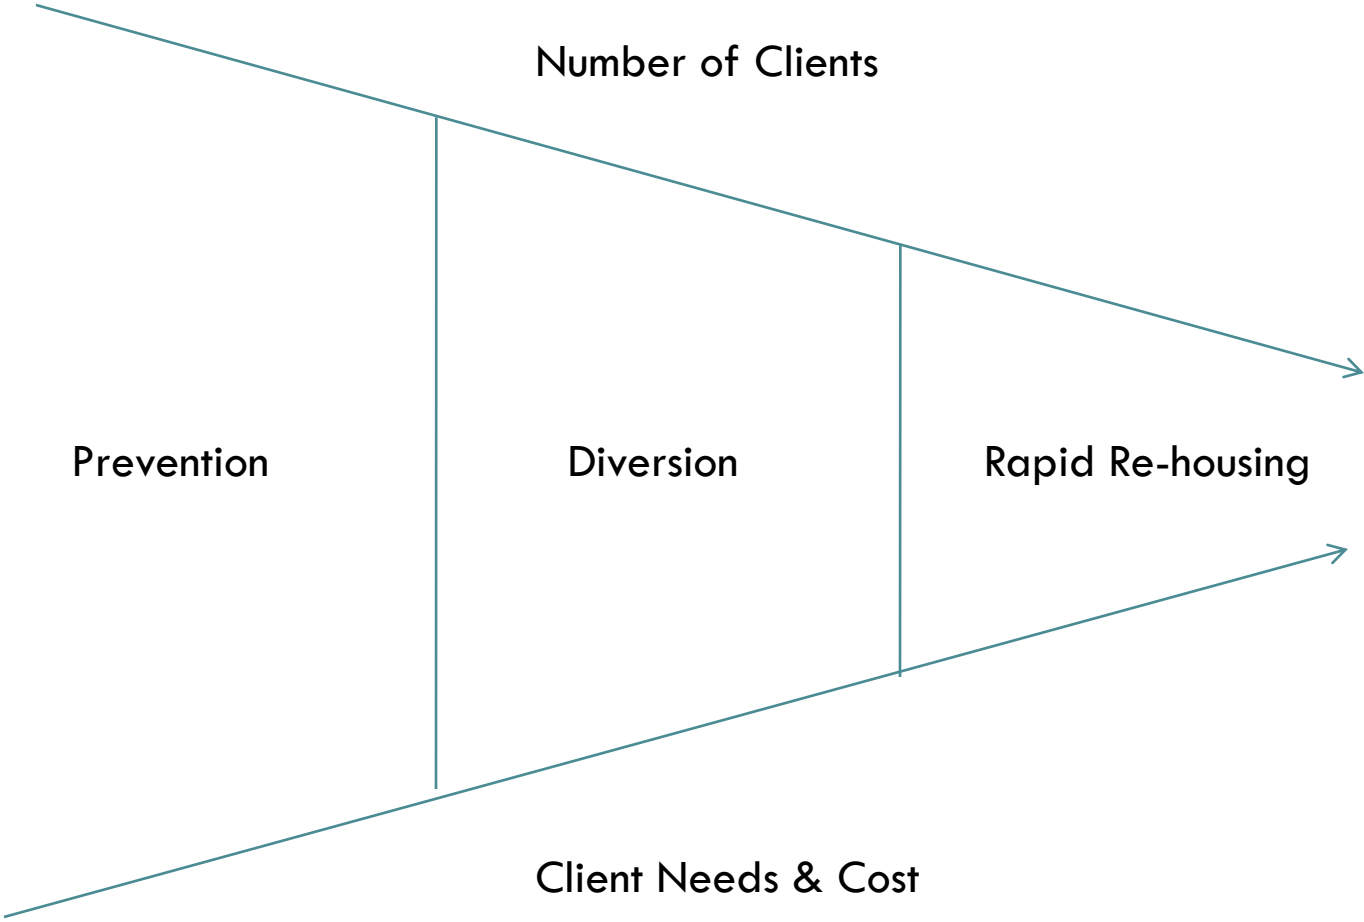 Number of Clients
Prevention
Diversion
Rapid Re-housing
Client Needs & Cost